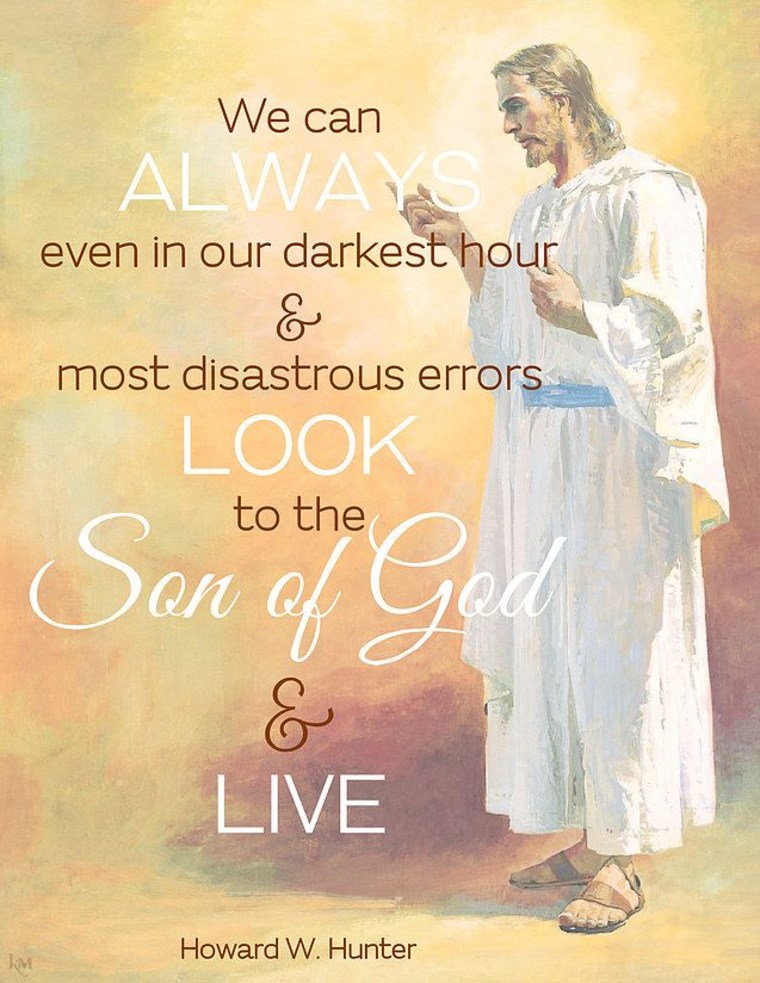 We can
ALWAYS
even in our darkest hour
&
most disastrous errors
LOOK
to the
Son of God
&
LIVE
Howard W. Hunter
KM